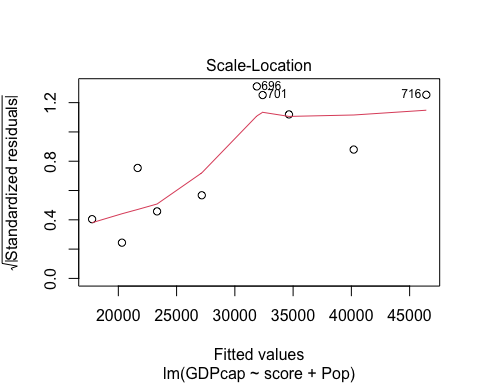 Scale-Location
√|Standardized residuals|
1.2
0.8
0.4
0.0
696
701
716
20000 25000 30000 35000 40000 45000
Fitted values
lm(GDPcap ~ score + Pop)